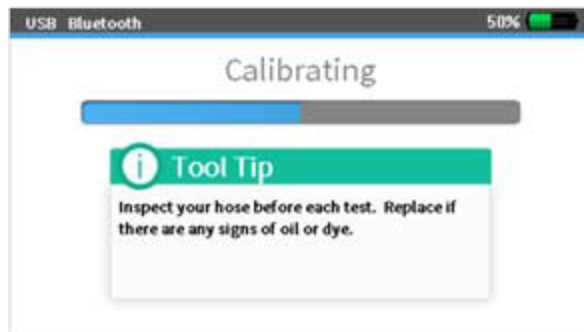 USB Bluetooth 50%
Calibrating
i Tool Tip
Inspect your hose before each test. Replace if
there are any signs of oil or dye.